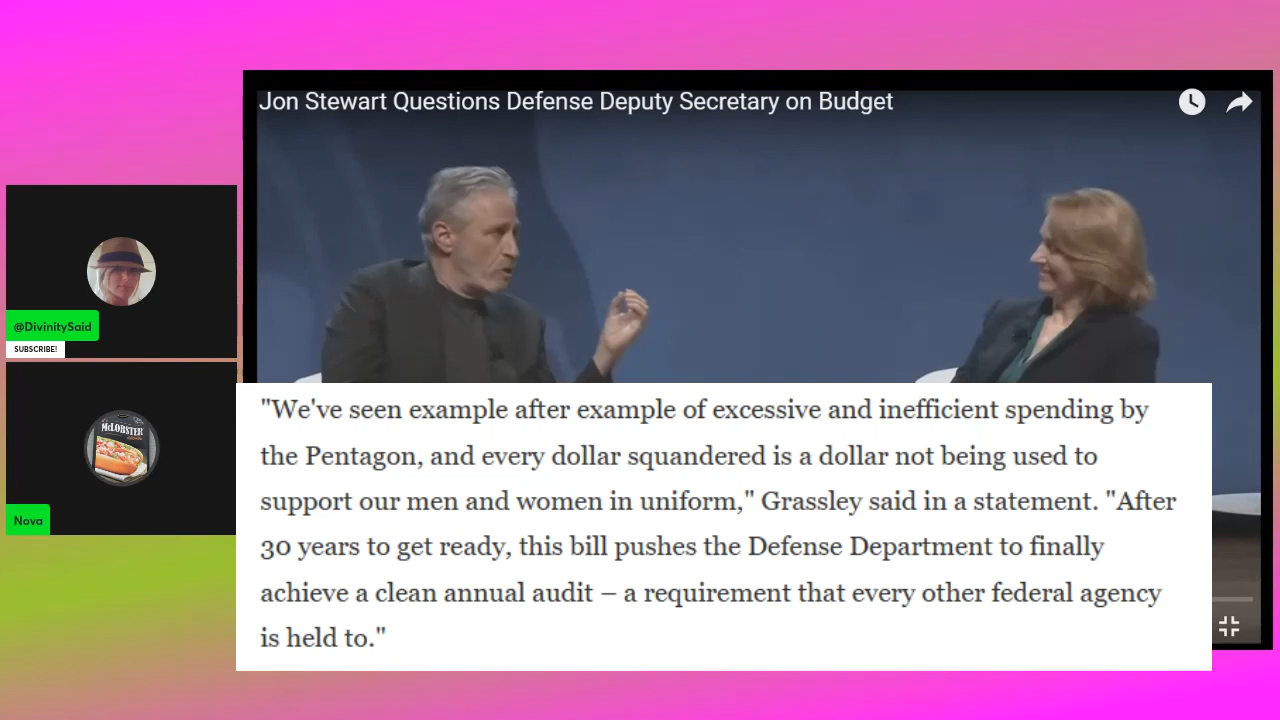 Jon Stewart Questions Defense Deputy Secretary on Budget
@DivinitySaid
SUBSCRIBE!
McLOBSTER
Nova
"We've seen example after example of excessive and inefficient spending by
the Pentagon, and every dollar squandered is a dollar not being used to
support our men and women in uniform," Grassley said in a statement. "After
30 years to get ready, this bill pushes the Defense Department to finally
achieve a clean annual audit – a requirement that every other federal agency
is held to."